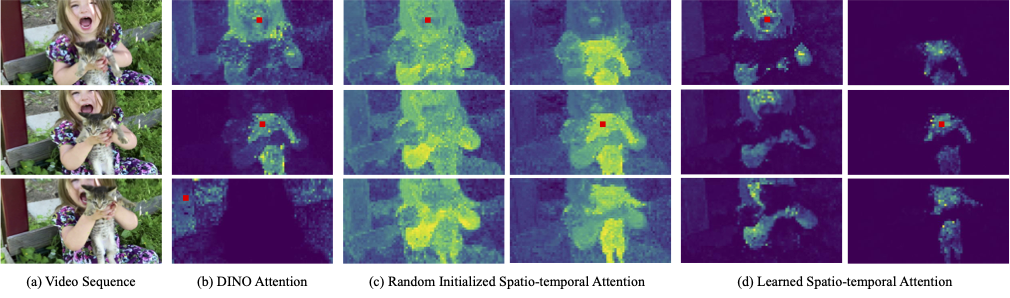 (a) Video Sequence (b) DINO Attention (c) Random Initialized Spatio-temporal Attention (d) Learned Spatio-temporal Attention